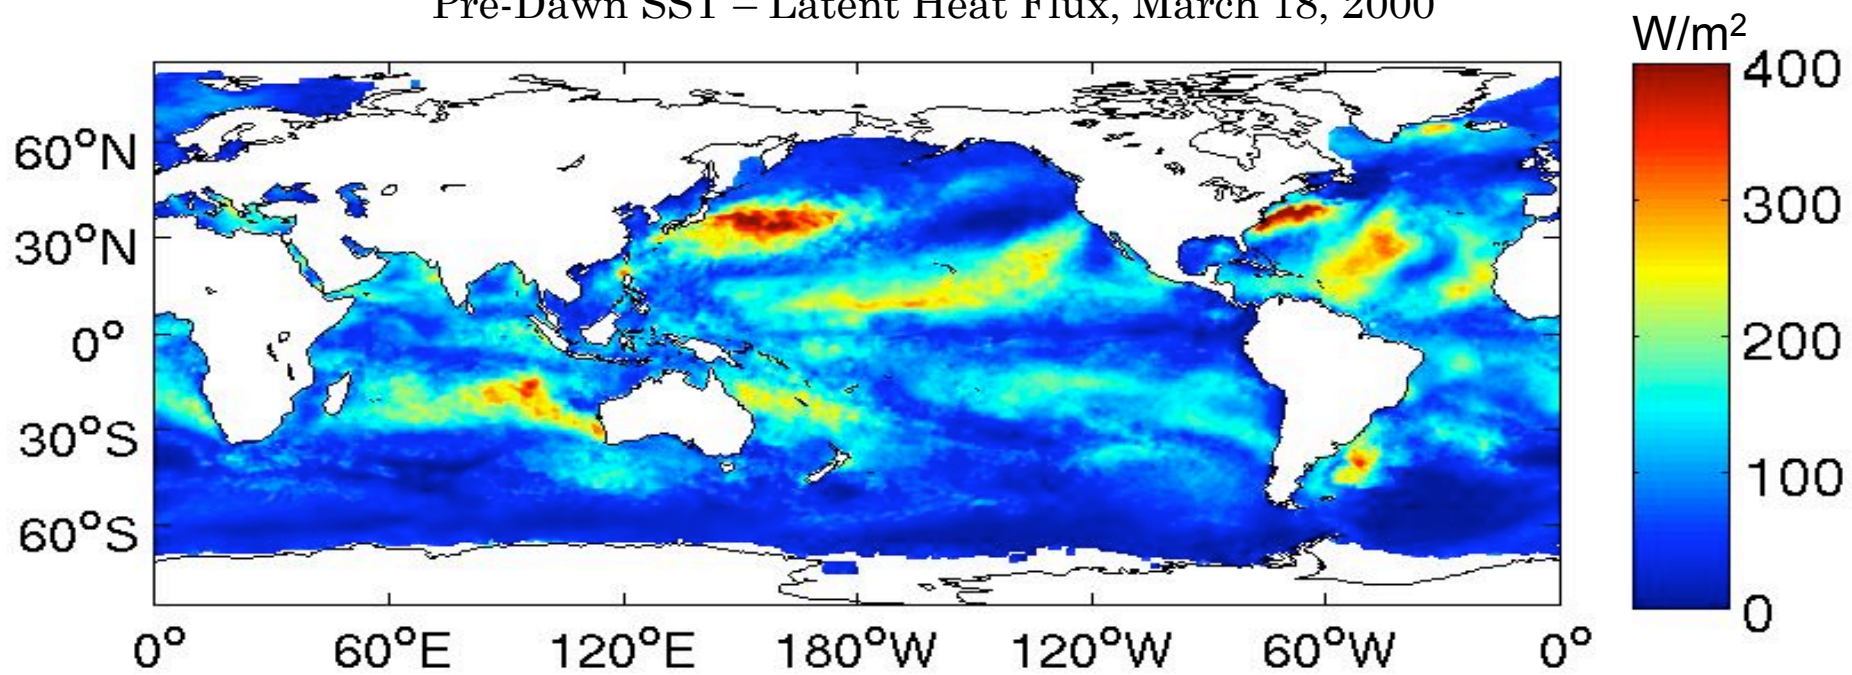 Pre-Dawn SST – Latent Heat Flux, March 18, 2000
W/m²
400
300
200
100
0
60°N
30°N
0°
30°S
60°S
0° 60°E 120°E 180°W 120°W 60°W 0°